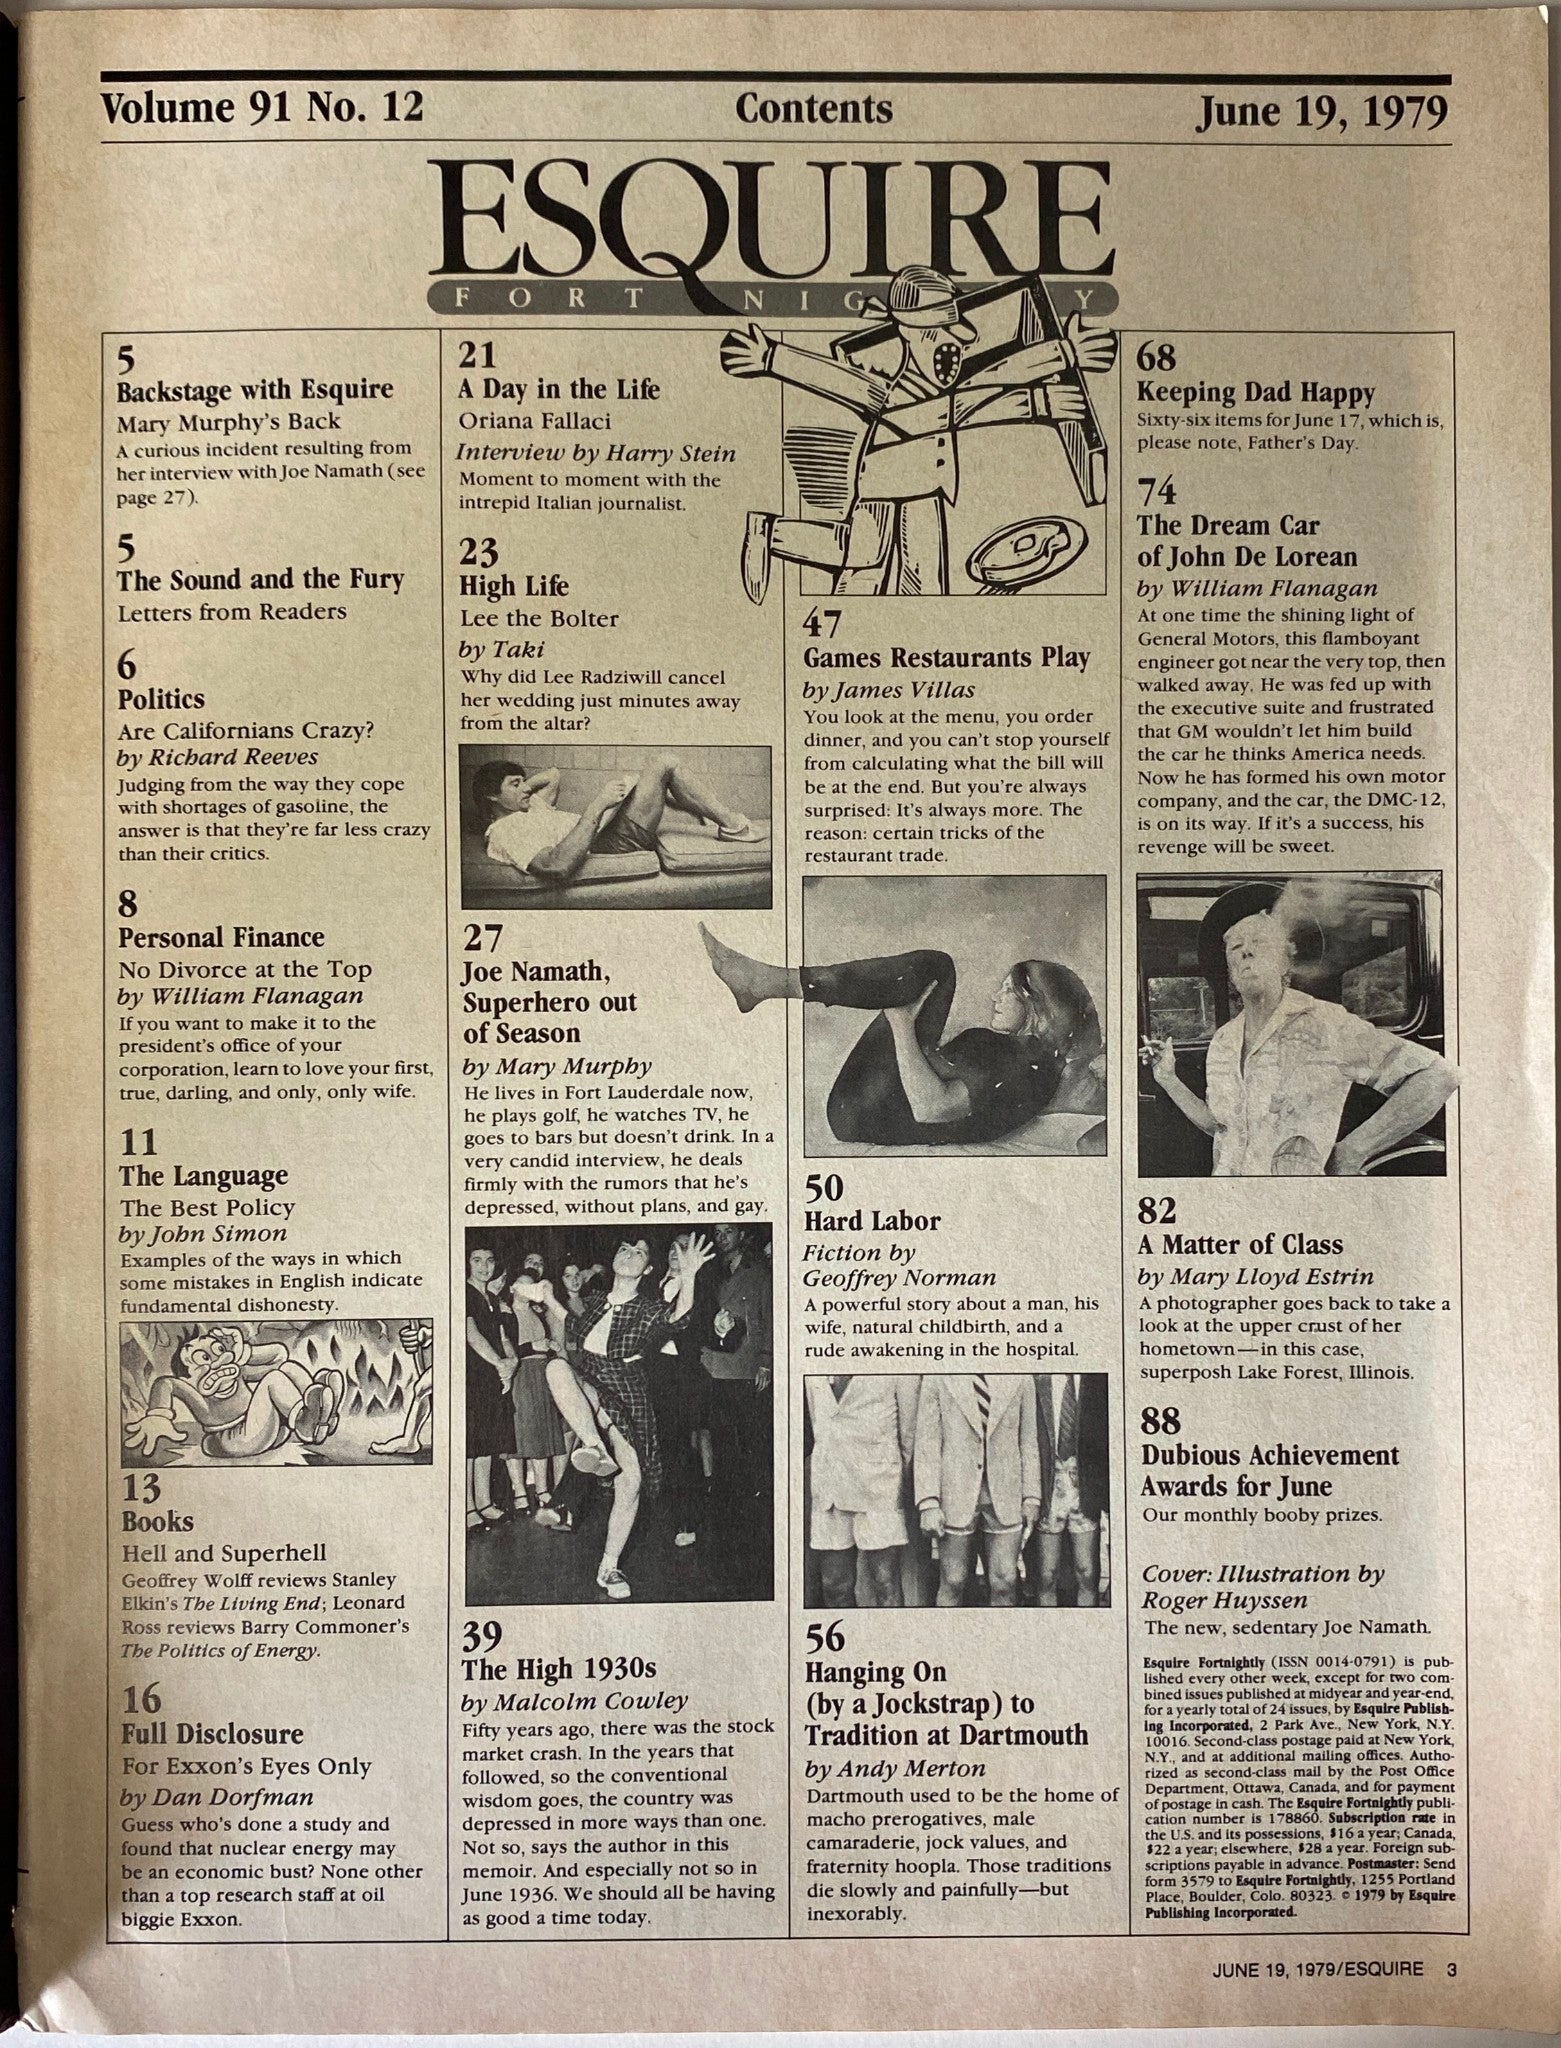 Volume 91 No. 12
Contents
June 19, 1979
ESQUIRE
FORT NIG Y
5
Backstage with Esquire
Mary Murphy's Back
A curious incident resulting from
her interview with Joe Namath (see
page 27).
5
The Sound and the Fury
Letters from Readers
6
Politics
Are Californians Crazy?
by Richard Reeves
Judging from the way they cope
with shortages of gasoline, the
answer is that they're far less crazy
than their critics.
8
Personal Finance
No Divorce at the Top
by William Flanagan
If you want to make it to the
president's office of your
corporation, learn to love your first,
true, darling, and only, only wife.
11
The Language
The Best Policy
by John Simon
Examples of the ways in which
some mistakes in English indicate
fundamental dishonesty.
13
Books
Hell and Superhell
Geoffrey Wolff reviews Stanley
Elkin's The Living End; Leonard
Ross reviews Barry Commoner's
The Politics of Energy.
16
Full Disclosure
For Exxon's Eyes Only
by Dan Dorfman
Guess who's done a study and
found that nuclear energy may
be an economic bust? None other
than a top research staff at oil
biggie Exxon.
21
A Day in the Life
Oriana Fallaci
Interview by Harry Stein
Moment to moment with the
intrepid Italian journalist.
23
High Life
Lee the Bolter
by Taki
Why did Lee Radziwill cancel
her wedding just minutes away
from the altar?
27
Joe Namath,
Superhero out
of Season
by Mary Murphy
He lives in Fort Lauderdale now,
he plays golf, he watches TV, he
goes to bars but doesn't drink. In a
very candid interview, he deals
firmly with the rumors that he's
depressed, without plans, and gay.
39
The High 1930s
by Malcolm Cowley
Fifty years ago, there was the stock
market crash. In the years that
followed, so the conventional
wisdom goes, the country was
depressed in more ways than one.
Not so, says the author in this
memoir. And especially not so in
June 1936. We should all be having
as good a time today.
47
Games Restaurants Play
by James Villas
You look at the menu, you order
dinner, and you can't stop yourself
from calculating what the bill will
be at the end. But you're always
surprised: It's always more. The
reason: certain tricks of the
restaurant trade.
50
Hard Labor
Fiction by
Geoffrey Norman
A powerful story about a man, his
wife, natural childbirth, and a
rude awakening in the hospital.
56
Hanging On
(by a Jockstrap) to
Tradition at Dartmouth
by Andy Merton
Dartmouth used to be the home of
macho prerogatives, male
camaraderie, jock values, and
fraternity hoopla. Those traditions
die slowly and painfully—but
inexorably.
68
Keeping Dad Happy
Sixty-six items for June 17, which is,
please note, Father's Day.
74
The Dream Car
of John De Lorean
by William Flanagan
At one time the shining light of
General Motors, this flamboyant
engineer got near the very top, then
walked away. He was fed up with
the executive suite and frustrated
that GM wouldn't let him build
the car he thinks America needs.
Now he has formed his own motor
company, and the car, the DMC-12,
is on its way. If it's a success, his
revenge will be sweet.
82
A Matter of Class
by Mary Lloyd Estrin
A photographer goes back to take a
look at the upper crust of her
hometown—in this case,
superposh Lake Forest, Illinois.
88
Dubious Achievement
Awards for June
Our monthly booby prizes.
Cover: Illustration by
Roger Huyssen
The new, sedentary Joe Namath.
Esquire Fortnightly (ISSN 0014-0791) is pub-
lished every other week, except for two com-
bined issues published at midyear and year-end,
for a yearly total of 24 issues, by Esquire Publish-
ing Incorporated, 2 Park Ave., New York, N.Y.
10016. Second-class postage paid at New York,
N.Y., and at additional mailing offices. Autho-
rized as second-class mail by the Post Office
Department, Ottawa, Canada, and for payment
of postage in cash. The Esquire Fortnightly publi-
cation number is 178860. Subscription rate in
the U.S. and its possessions, $16 a year; Canada,
$22 a year; elsewhere, $28 a year. Foreign sub-
scriptions payable in advance. Postmaster: Send
form 3579 to Esquire Fortnightly, 1255 Portland
Place, Boulder, Colo. 80323. © 1979 by Esquire
Publishing Incorporated.
JUNE 19, 1979/ESQUIRE 3